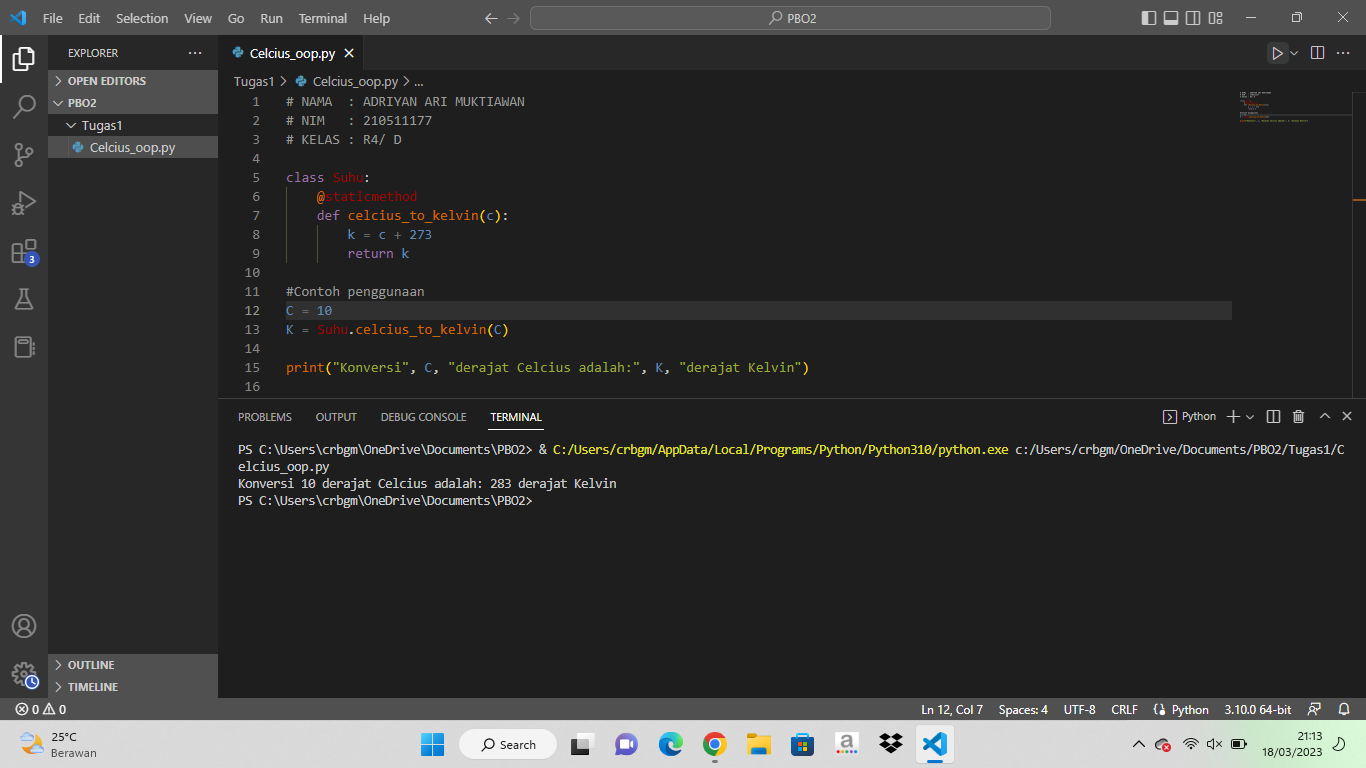 File Edit Selection View Go Run Terminal Help
PBO2
EXPLORER
OPEN EDITORS
PBO2
Tugas1
Celcius_oop.py
OUTLINE
TIMELINE
3
Celcius_oop.py
Tugas1 > Celcius_oop.py > ...
1 # NAMA  : ADRIYAN ARI MUKTIAWAN
2 # NIM   : 210511177
3 # KELAS : R4/ D
4
5 class Suhu:
6     @staticmethod
7     def celcius_to_kelvin(c):
8         k = c + 273
9         return k
10
11 #Contoh penggunaan
12 C = 10
13 K = Suhu.celcius_to_kelvin(C)
14
15 print("Konversi", C, "derajat Celcius adalah:", K, "derajat Kelvin")
16
PROBLEMS OUTPUT DEBUG CONSOLE TERMINAL
Python
PS C:\Users\crbgm\OneDrive\Documents\PBO2> & C:/Users/crbgm/AppData/Local/Programs/Python/Python310/python.exe c:/Users/crbgm/OneDrive/Documents/PBO2/Tugas1/C
elcius_oop.py
Konversi 10 derajat Celcius adalah: 283 derajat Kelvin
PS C:\Users\crbgm\OneDrive\Documents\PBO2>
0 0
Ln 12, Col 7 Spaces: 4 UTF-8 CRLF Python 3.10.0 64-bit
25°C
Berawan
Search
a
21:13
18/03/2023